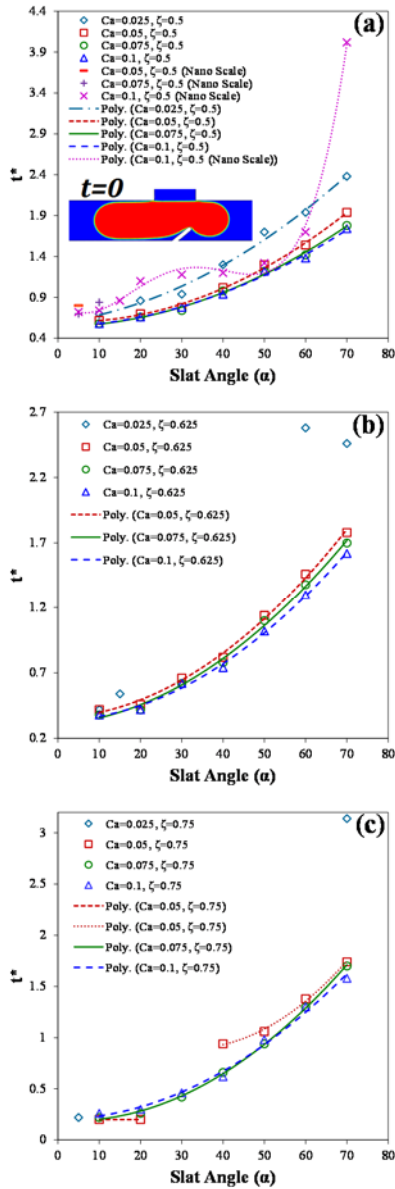 (a)
Ca=0.025, ζ=0.5
Ca=0.05, ζ=0.5
Ca=0.075, ζ=0.5
Ca=0.1, ζ=0.5
Ca=0.05, ζ=0.5 (Nano Scale)
Ca=0.075, ζ=0.5 (Nano Scale)
Ca=0.1, ζ=0.5 (Nano Scale)
Poly. (Ca=0.025, ζ=0.5)
Poly. (Ca=0.05, ζ=0.5)
Poly. (Ca=0.075, ζ=0.5)
Poly. (Ca=0.1, ζ=0.5)
Poly. (Ca=0.1, ζ=0.5 (Nano Scale))
t=0
4.4
3.9
3.4
2.9
2.4
1.9
1.4
0.9
0.4
t*
0 10 20 30 40 50 60 70 80
Slat Angle (α)
(b)
Ca=0.025, ζ=0.625
Ca=0.05, ζ=0.625
Ca=0.075, ζ=0.625
Ca=0.1, ζ=0.625
Poly. (Ca=0.05, ζ=0.625)
Poly. (Ca=0.075, ζ=0.625)
Poly. (Ca=0.1, ζ=0.625)
2.7
2.2
1.7
1.2
0.7
0.2
t*
0 10 20 30 40 50 60 70 80
Slat Angle (α)
(c)
Ca=0.025, ζ=0.75
Ca=0.05, ζ=0.75
Ca=0.075, ζ=0.75
Ca=0.1, ζ=0.75
Poly. (Ca=0.05, ζ=0.75)
Poly. (Ca=0.05, ζ=0.75)
Poly. (Ca=0.075, ζ=0.75)
Poly. (Ca=0.1, ζ=0.75)
3
2.5
2
1.5
1
0.5
0
t*
0 10 20 30 40 50 60 70 80
Slat Angle (α)